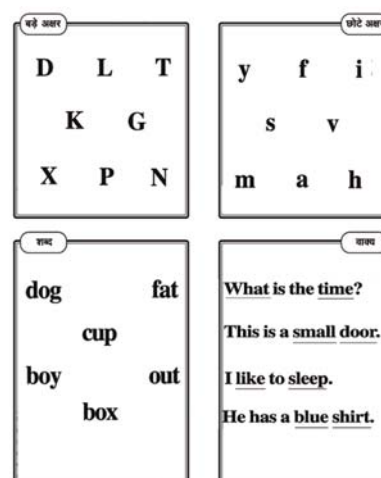 बड़े अक्षर
D L T
K G
X P N
छोटे अक्षर
y f i
s v
m a h
शब्द
dog fat
cup
boy out
box
वाक्य
What is the time?
This is a small door.
I like to sleep.
He has a blue shirt.